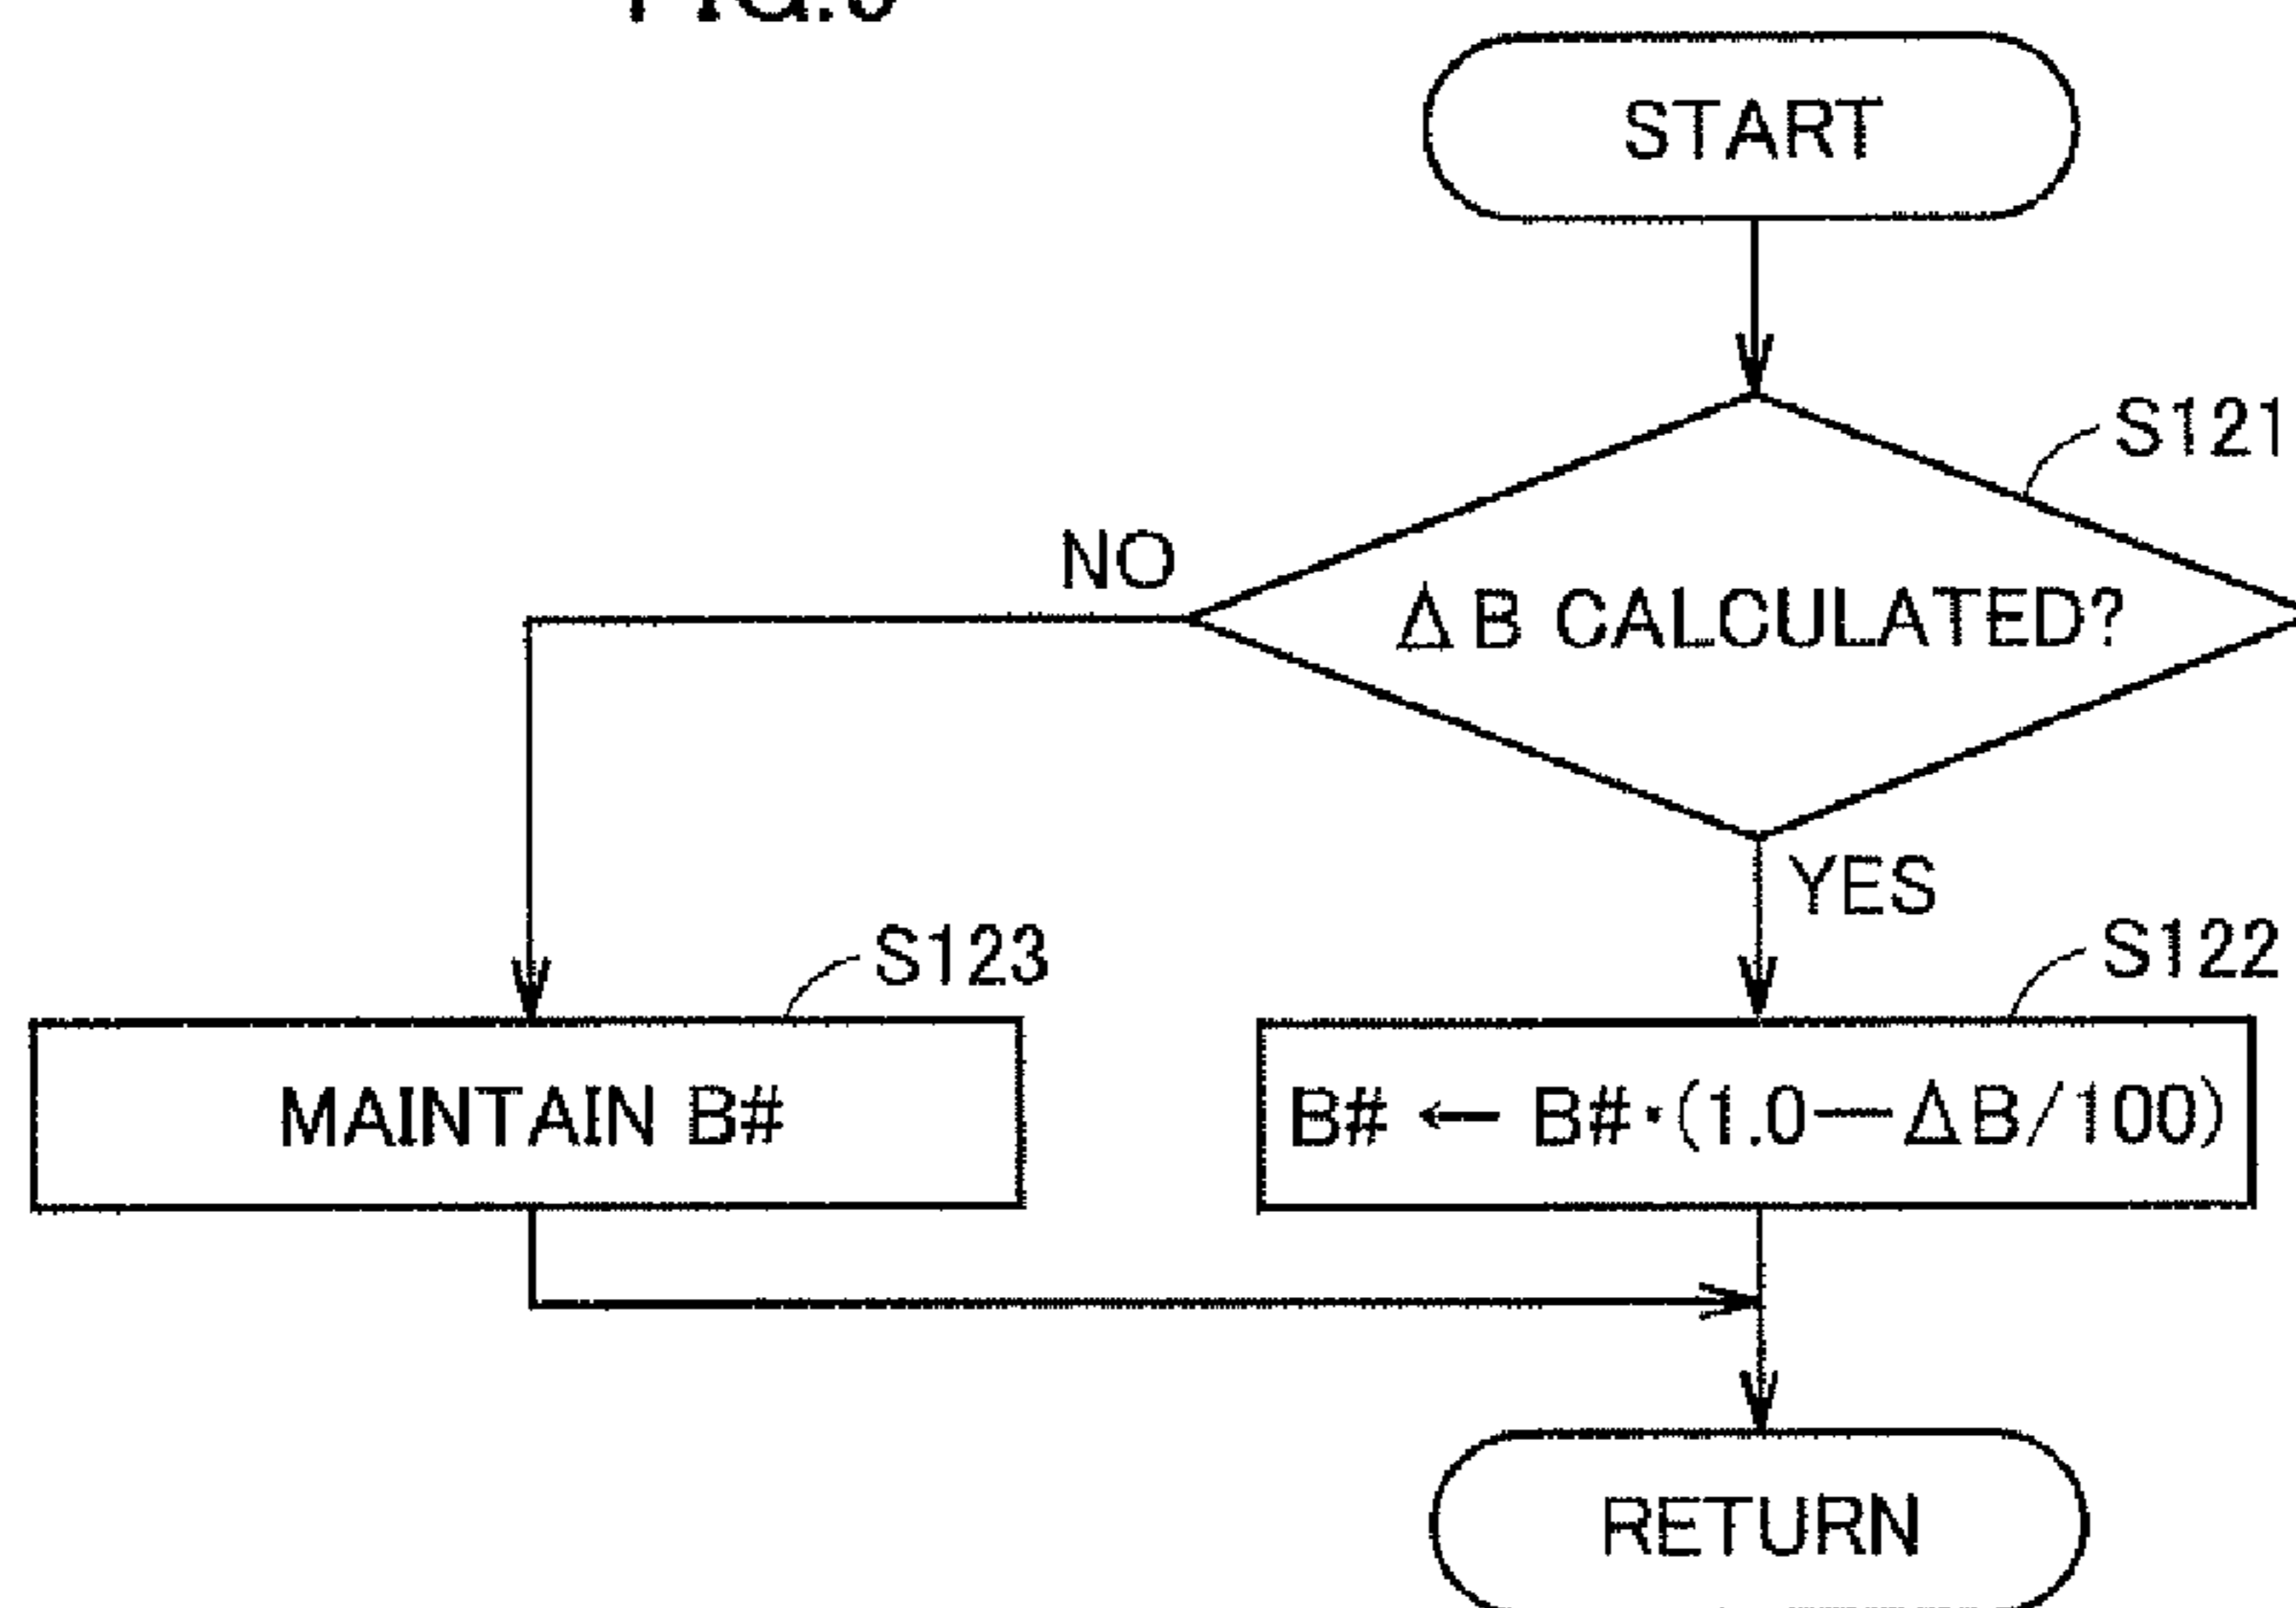 START
S121
NO
ΔB CALCULATED?
YES
S123
S122
MAINTAIN B#
B# ← B#·(1.0—ΔB/100)
RETURN